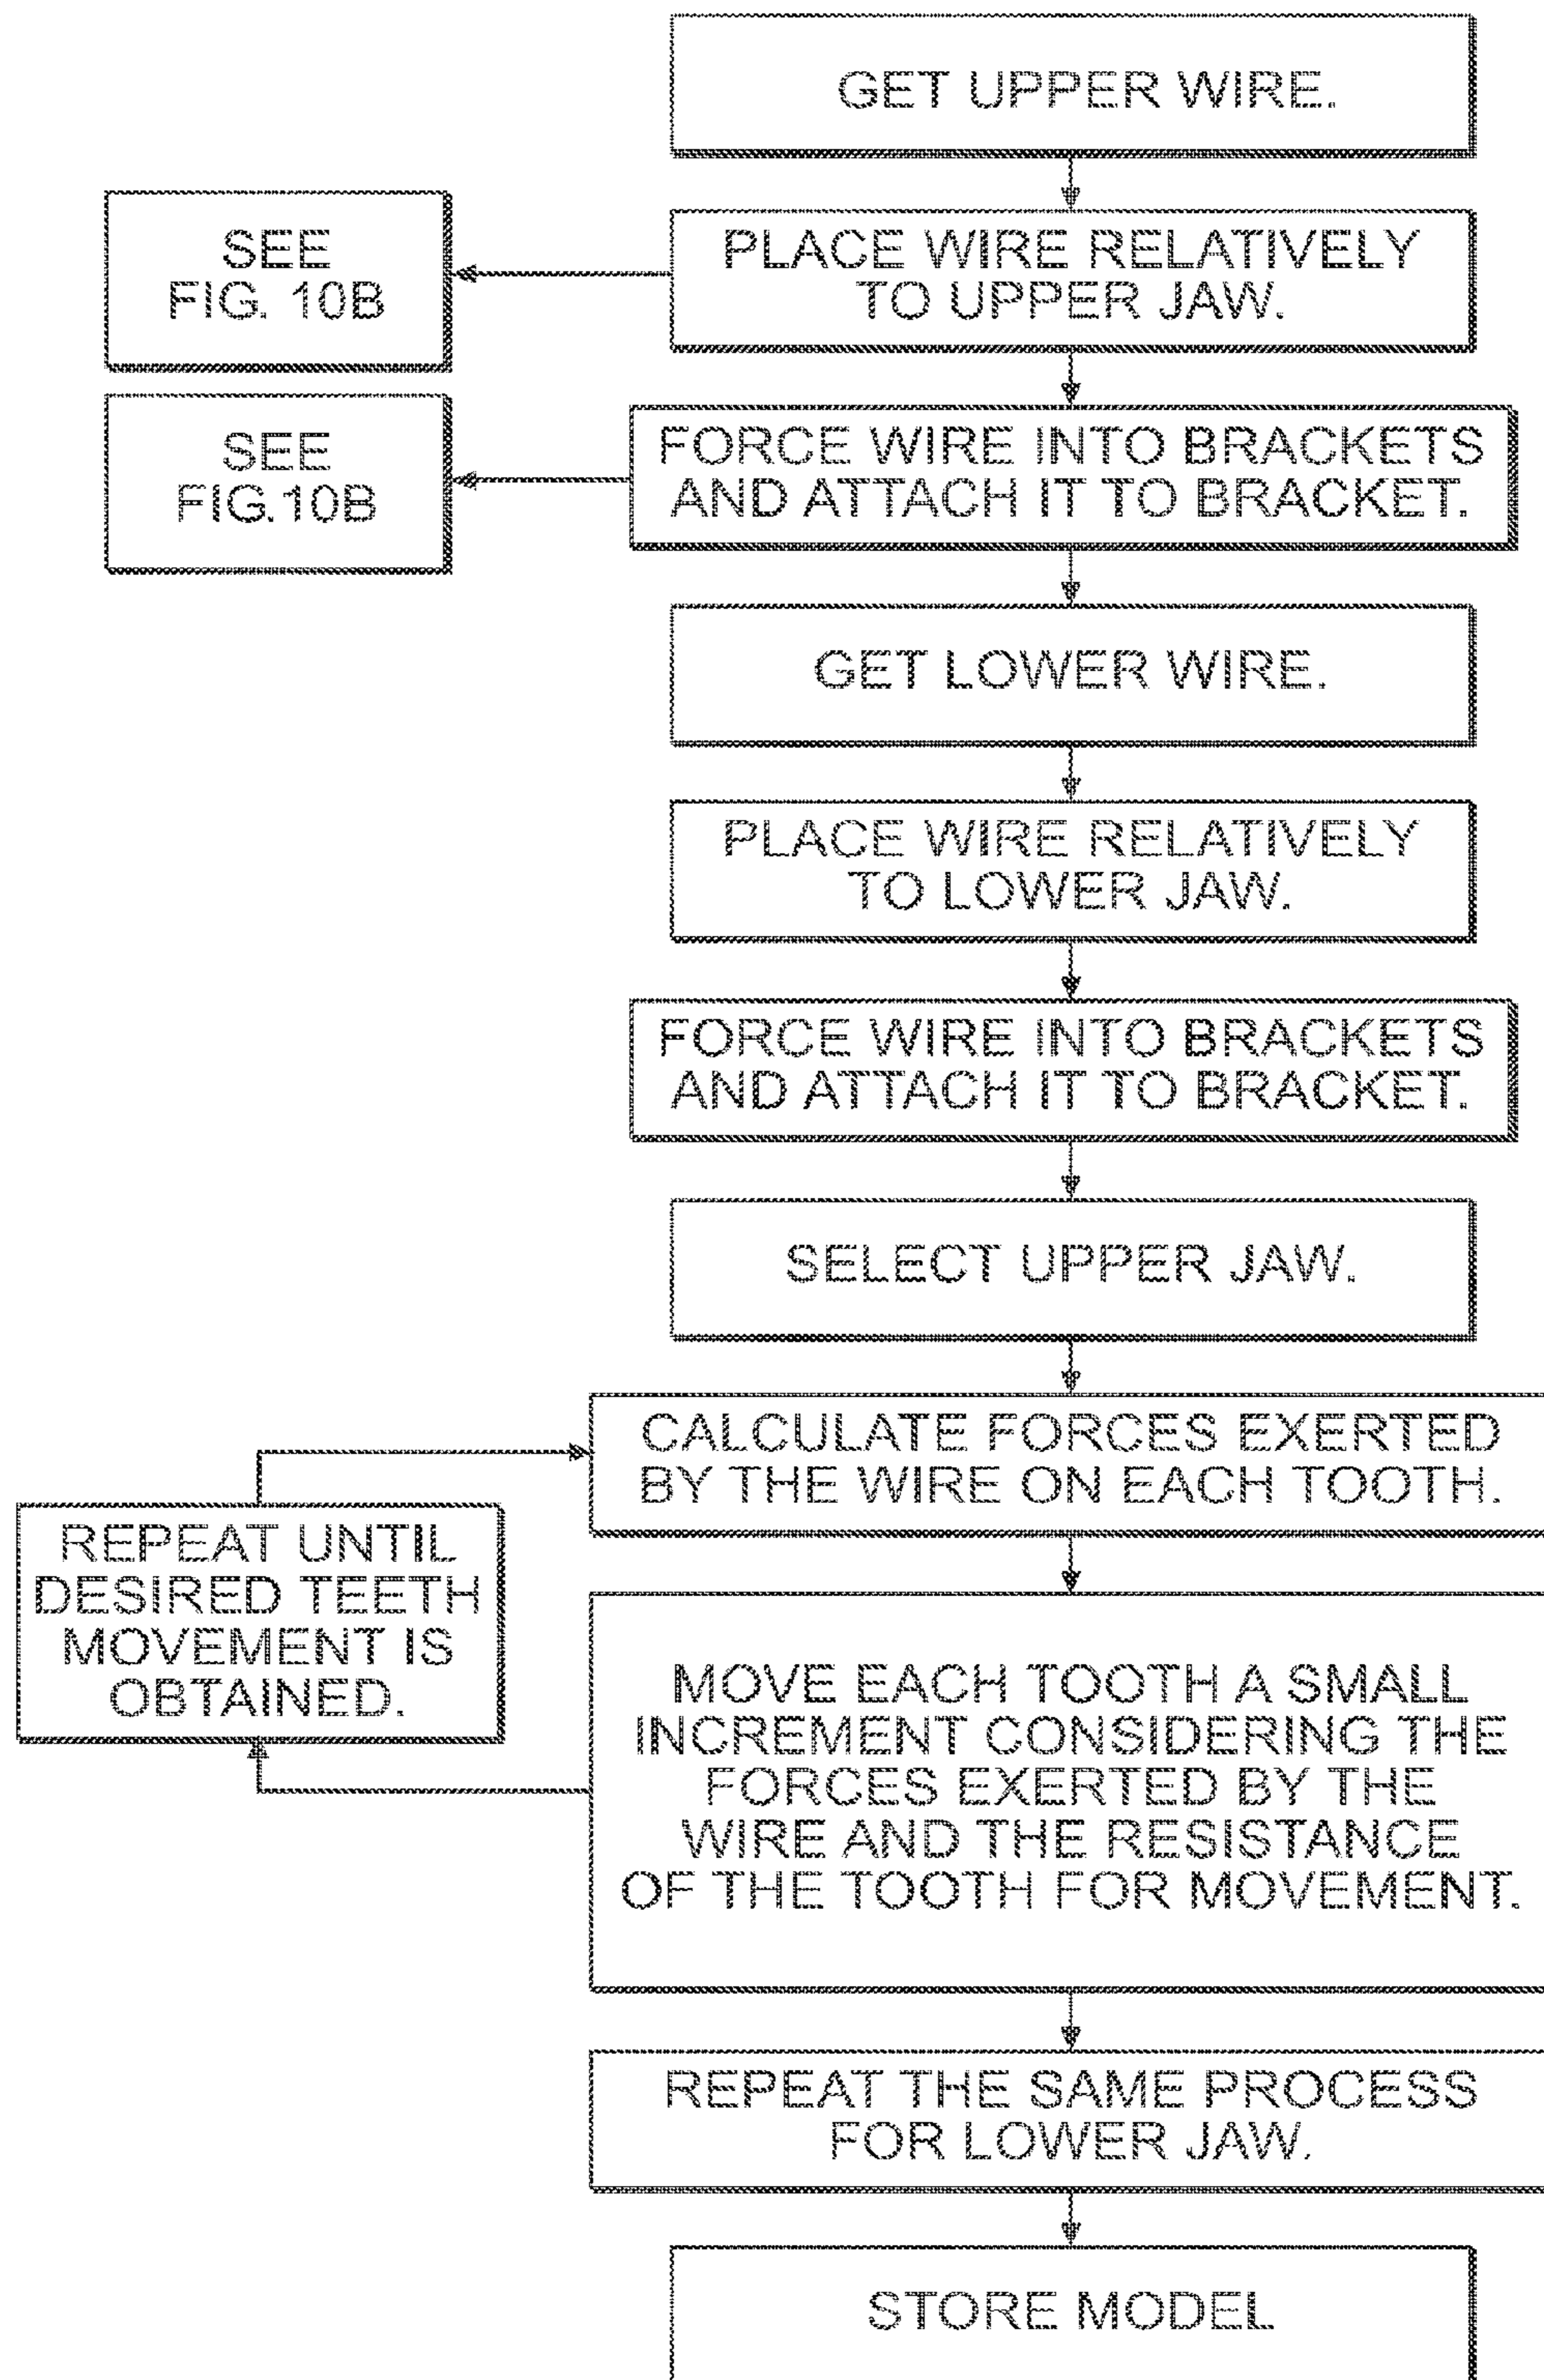 GET UPPER WIRE.
SEE
FIG. 10B
PLACE WIRE RELATIVELY
TO UPPER JAW.
SEE
FIG.10B
FORCE WIRE INTO BRACKETS
AND ATTACH IT TO BRACKET.
GET LOWER WIRE.
PLACE WIRE RELATIVELY
TO LOWER JAW.
FORCE WIRE INTO BRACKETS
AND ATTACH IT TO BRACKET.
SELECT UPPER JAW.
CALCULATE FORCES EXERTED
BY THE WIRE ON EACH TOOTH.
REPEAT UNTIL
DESIRED TEETH
MOVEMENT IS
OBTAINED.
MOVE EACH TOOTH A SMALL
INCREMENT CONSIDERING THE
FORCES EXERTED BY THE
WIRE AND THE RESISTANCE
OF THE TOOTH FOR MOVEMENT.
REPEAT THE SAME PROCESS
FOR LOWER JAW.
STORE MODEL